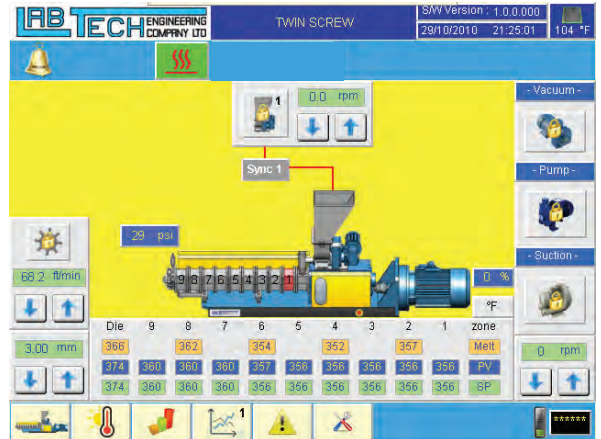 LABTECH ENGINEERING COMPANY LTD
TWIN SCREW
S/W Version : 1.0.0.000
29/10/2010 21:25:01
104 °F
1
0.0 rpm
- Vacuum -
Sync 1
- Pump -
-29 psi
68.2 ft/min
9 8 7 6 5 4 3 2 1
0 %
- Suction -
°F
Die 9 8 7 6 5 4 3 2 1 zone
3.00 mm
366 362 354 352 357 Melt
0 rpm
374 360 360 360 357 356 356 356 356 356 PV
374 360 360 360 356 356 356 356 356 356 SP
1
******